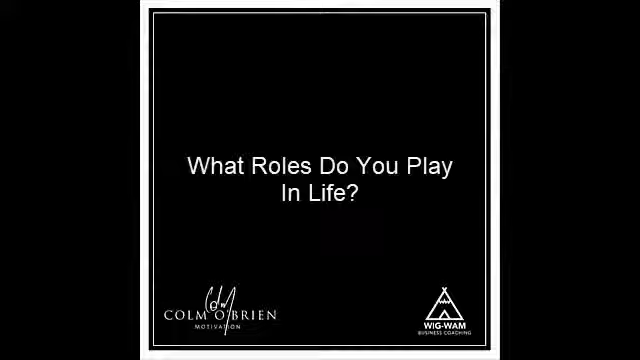 What Roles Do You Play
In Life?
COLM O'BRIEN
MOTIVATION
WIG-WAM
BUSINESS COACHING